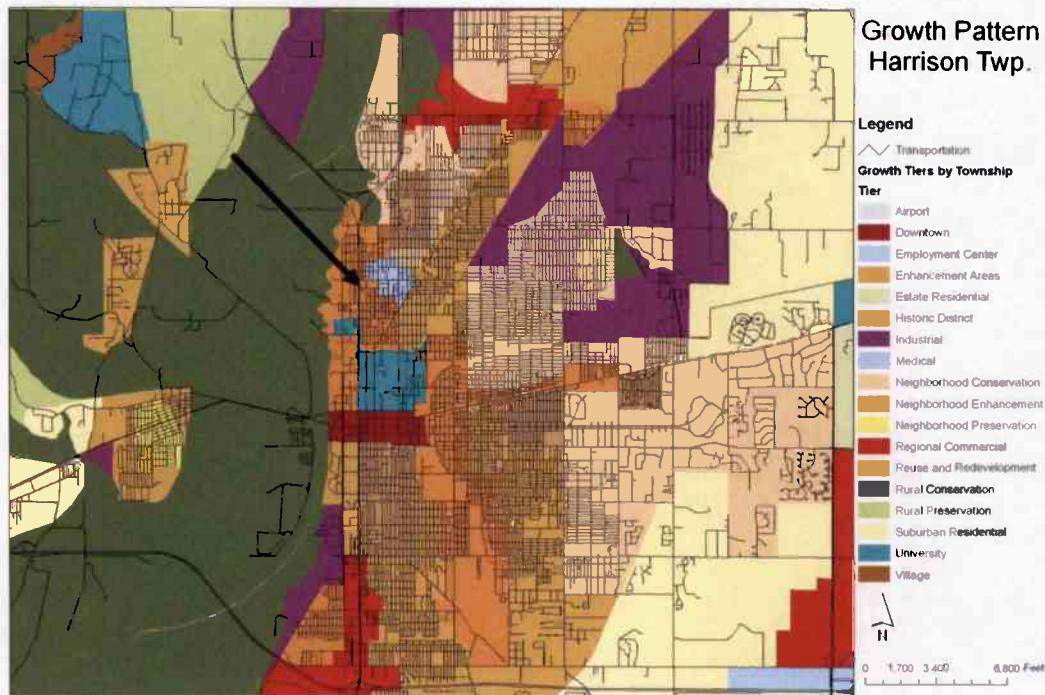 Growth Pattern
Harrison Twp.
Legend
Transportation
Growth Tiers by Township
Tier
Airport
Downtown
Employment Center
Enhancement Areas
Estate Residential
Historic District
Industrial
Medical
Neighborhood Conservation
Neighborhood Enhancement
Neighborhood Preservation
Regional Commercial
Reuse and Redevelopment
Rural Conservation
Rural Preservation
Suburban Residential
University
Village
N
0 1,700 3,400 6,800 Feet